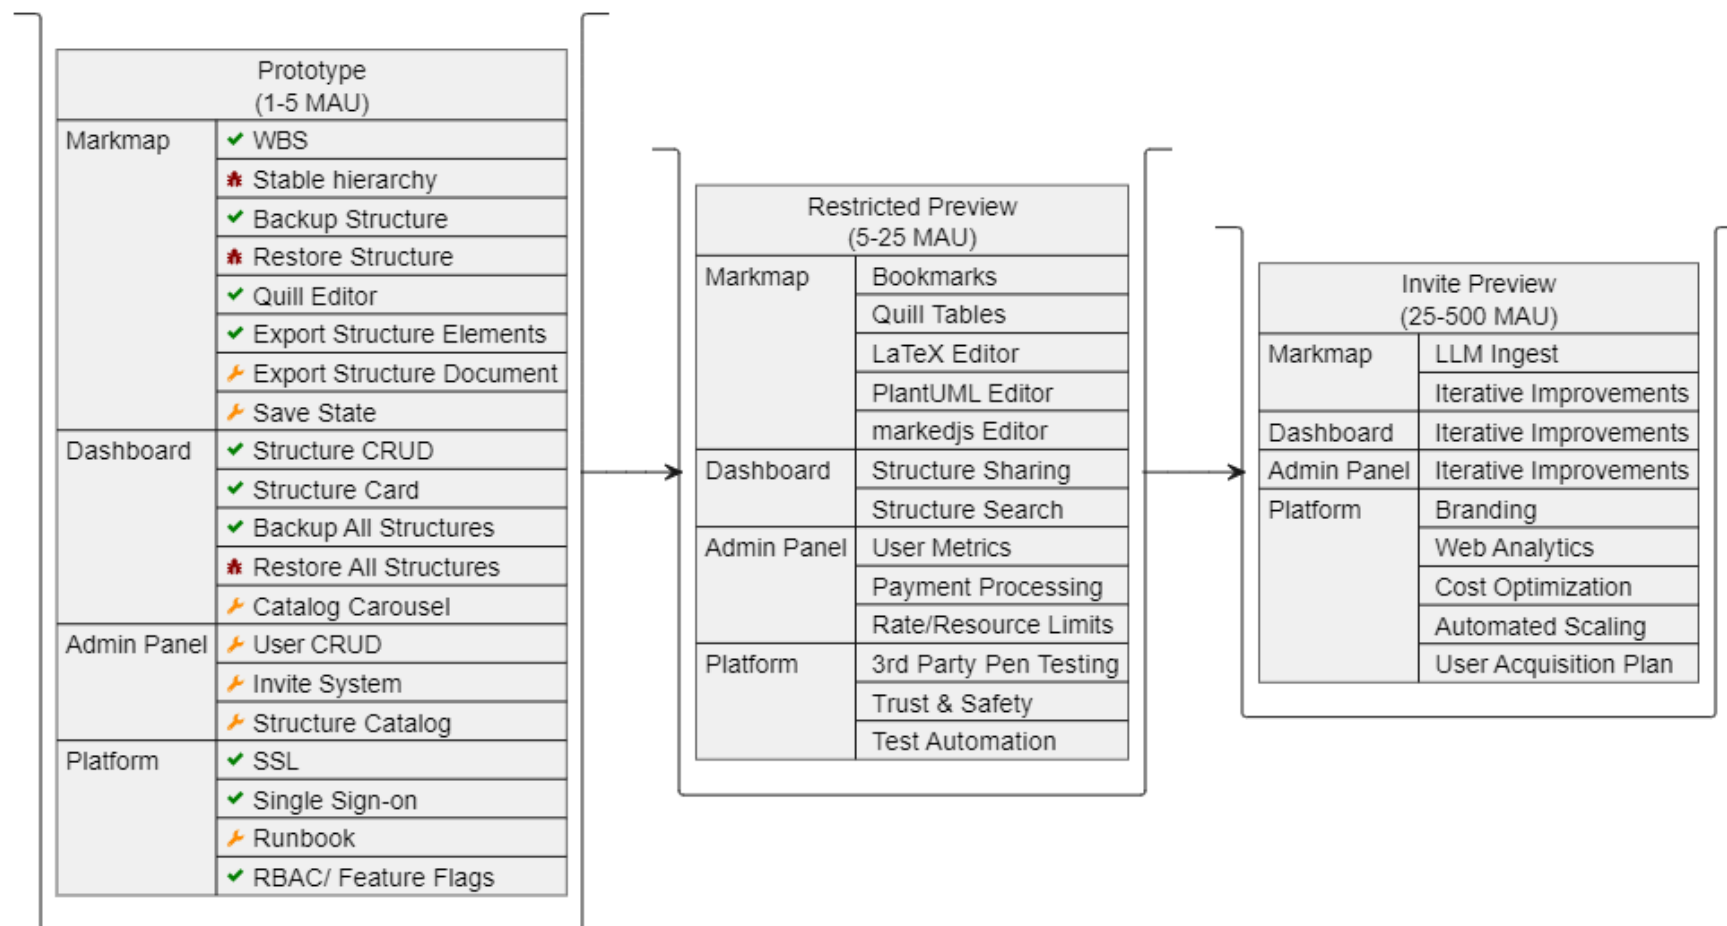 Prototype
(1-5 MAU)
Markmap
WBS
Stable hierarchy
Backup Structure
Restore Structure
Quill Editor
Export Structure Elements
Export Structure Document
Save State
Dashboard
Structure CRUD
Structure Card
Backup All Structures
Restore All Structures
Catalog Carousel
Admin Panel
User CRUD
Invite System
Structure Catalog
Platform
SSL
Single Sign-on
Runbook
RBAC/ Feature Flags
Restricted Preview
(5-25 MAU)
Markmap
Bookmarks
Quill Tables
LaTeX Editor
PlantUML Editor
markedjs Editor
Dashboard
Structure Sharing
Structure Search
Admin Panel
User Metrics
Payment Processing
Rate/Resource Limits
Platform
3rd Party Pen Testing
Trust & Safety
Test Automation
Invite Preview
(25-500 MAU)
Markmap
LLM Ingest
Iterative Improvements
Dashboard
Iterative Improvements
Admin Panel
Iterative Improvements
Platform
Branding
Web Analytics
Cost Optimization
Automated Scaling
User Acquisition Plan